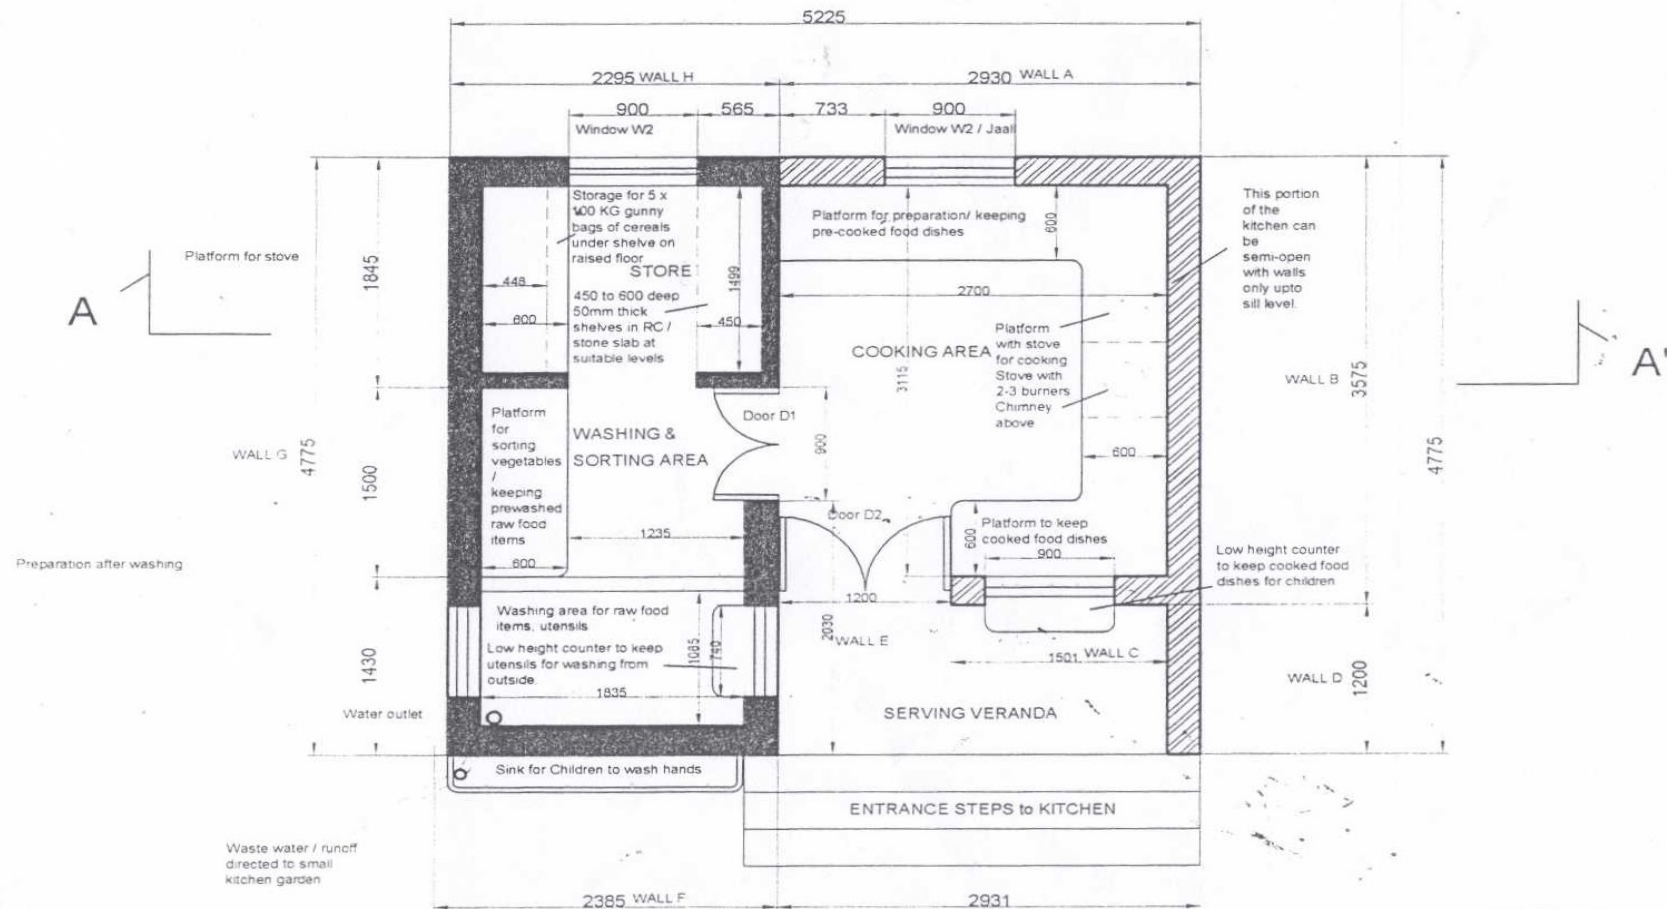 5225
2295 WALL H
2930 WALL A
900
565
733
900
Window W2
Window W2 / Jaali
Storage for 5 x
100 KG gunny
bags of cereals
under shelve on
raised floor
STORE
448
600
450 to 600 deep
50mm thick
shelves in RC /
stone slab at
suitable levels
1499
450
Platform for preparation/ keeping
pre-cooked food dishes
600
2700
COOKING AREA
3115
Platform
with stove
for cooking
Stove with
2-3 burners
Chimney
above
600
This portion
of the
kitchen can
be
semi-open
with walls
only upto
sill level.
Platform for stove
A
A'
1845
4775
WALL G
1500
1430
WALL B
3575
4775
WALL D
1200
Platform
for
sorting
vegetables
/
keeping
prewashed
raw food
items
600
WASHING &
SORTING AREA
1235
Door D1
900
Door D2
600
Platform to keep
cooked food dishes
900
Low height counter
to keep cooked food
dishes for children
1200
2030
WALL E
1501 WALL C
SERVING VERANDA
Preparation after washing
Washing area for raw food
items, utensils
Low height counter to keep
utensils for washing from
outside.
1085
740
1835
Water outlet
Sink for Children to wash hands
ENTRANCE STEPS to KITCHEN
Waste water / runoff
directed to small
kitchen garden
2385 WALL F
2931